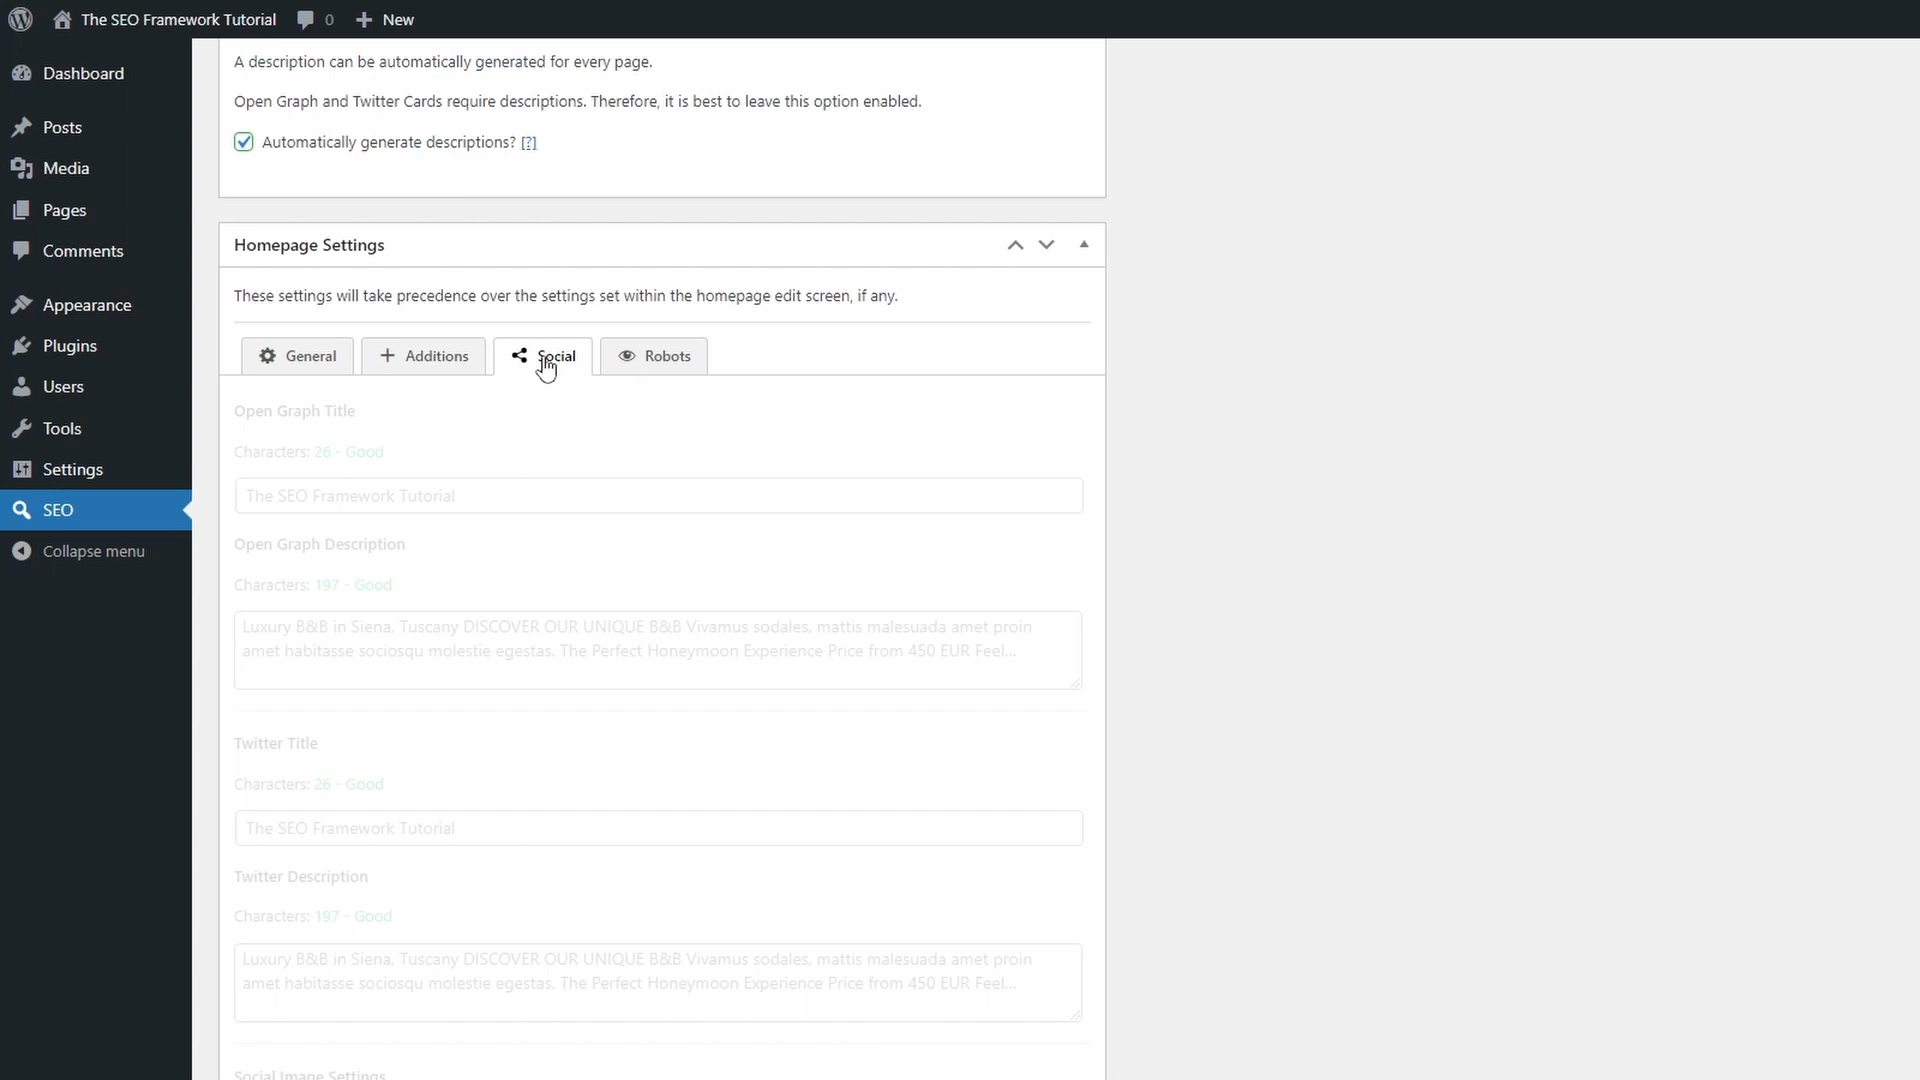 The SEO Framework Tutorial
0
New
Dashboard
Posts
Media
Pages
Comments
Appearance
Plugins
Users
Tools
Settings
SEO
Collapse menu
A description can be automatically generated for every page.
Open Graph and Twitter Cards require descriptions. Therefore, it is best to leave this option enabled.
Automatically generate descriptions? [?]
Homepage Settings
These settings will take precedence over the settings set within the homepage edit screen, if any.
General
Additions
Social
Robots
Open Graph Title
Characters: 26 - Good
The SEO Framework Tutorial
Open Graph Description
Characters: 197 - Good
Luxury B&B in Siena, Tuscany DISCOVER OUR UNIQUE B&B Vivamus sodales, mattis malesuada amet proin
amet habitasse sociosqu molestie egestas. The Perfect Honeymoon Experience Price from 450 EUR Feel...
Twitter Title
Characters: 26 - Good
The SEO Framework Tutorial
Twitter Description
Characters: 197 - Good
Luxury B&B in Siena, Tuscany DISCOVER OUR UNIQUE B&B Vivamus sodales, mattis malesuada amet proin
amet habitasse sociosqu molestie egestas. The Perfect Honeymoon Experience Price from 450 EUR Feel...
Social Image Settings